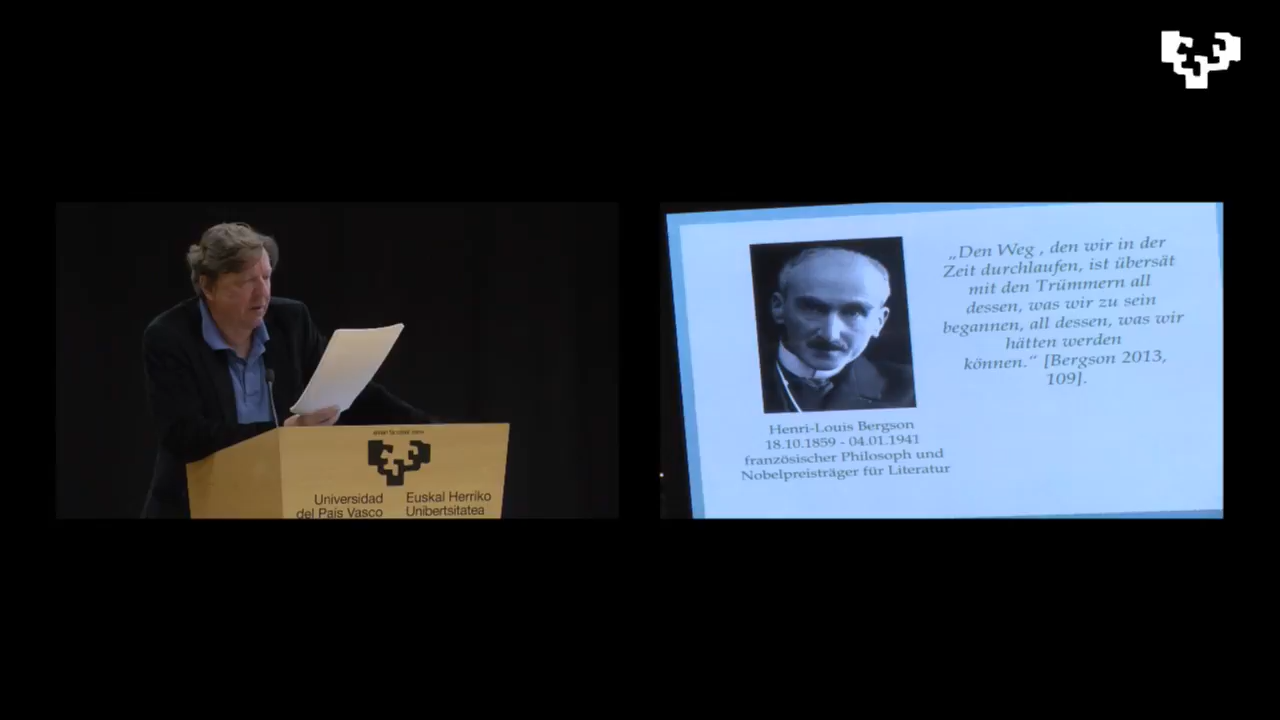 Universidad
del País Vasco
Euskal Herriko
Unibertsitatea
„Den Weg , den wir in der
Zeit durchlaufen, ist übersät
mit den Trümmern all
dessen, was wir zu sein
begannen, all dessen, was wir
hätten werden
können.“ [Bergson 2013,
109].
Henri-Louis Bergson
18.10.1859 - 04.01.1941
französischer Philosoph und
Nobelpreisträger für Literatur